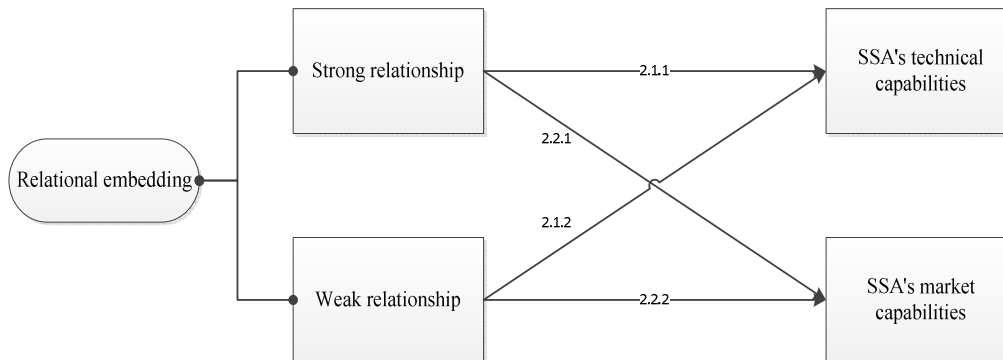 Strong relationship
2.1.1
SSA's technical
capabilities
2.2.1
Relational embedding
2.1.2
Weak relationship
2.2.2
SSA's market
capabilities